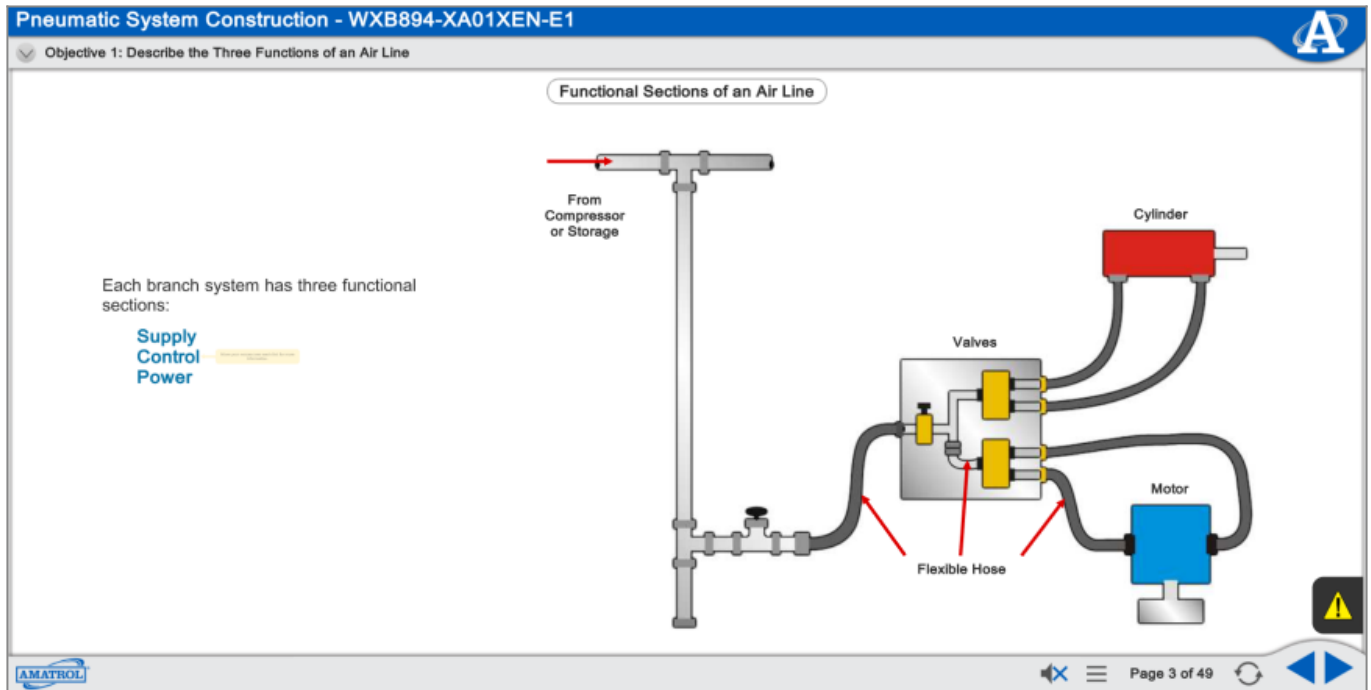 Pneumatic System Construction - WXB894-XA01XEN-E1
Objective 1: Describe the Three Functions of an Air Line
A
Functional Sections of an Air Line
From
Compressor
or Storage
Cylinder
Each branch system has three functional
sections:
Supply
Control
Power
Valves
Motor
Flexible Hose
AMATROL
Page 3 of 49